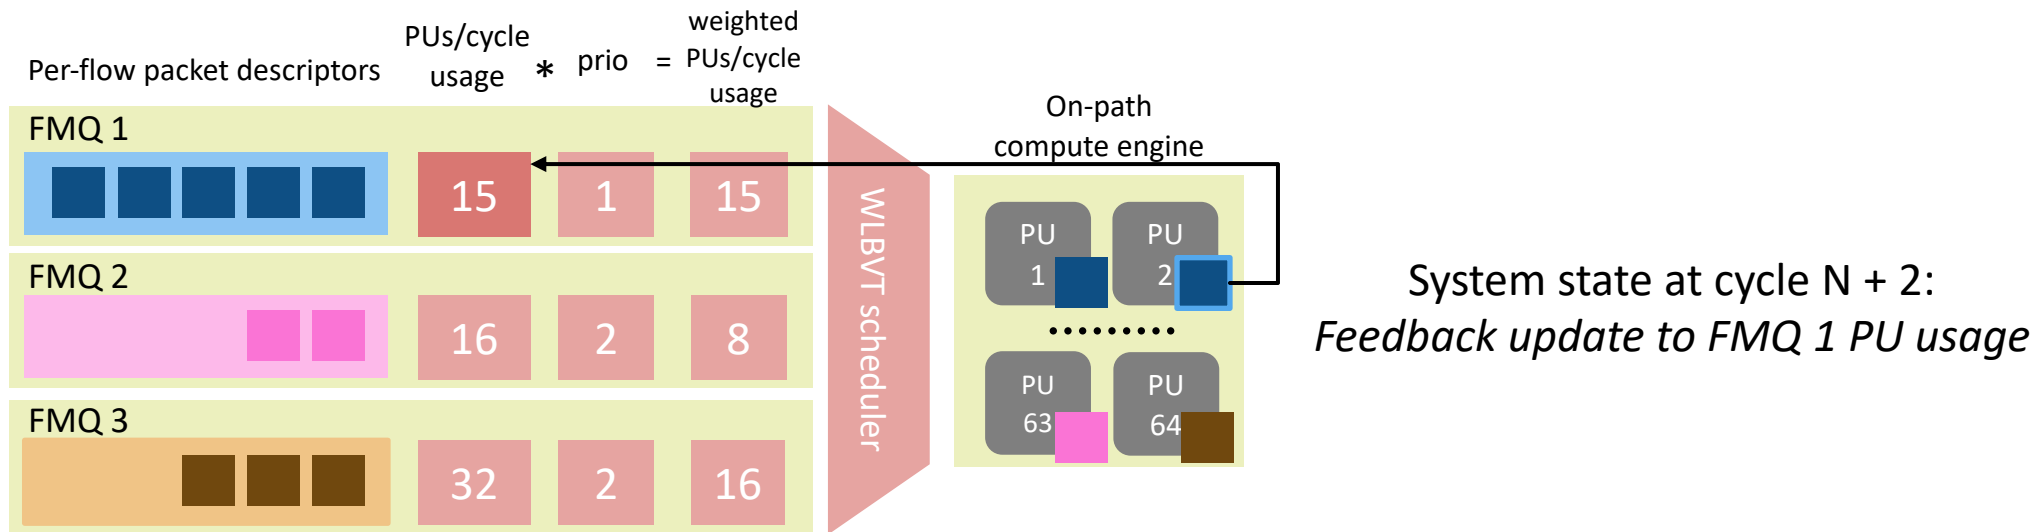 Per-flow packet descriptors
PUs/cycle
usage
*
prio
=
weighted
PUs/cycle
usage
FMQ 1
15
1
15
FMQ 2
16
2
8
FMQ 3
32
2
16
WLBVT scheduler
On-path
compute engine
PU
1
PU
2
PU
63
PU
64
System state at cycle N + 2:
Feedback update to FMQ 1 PU usage